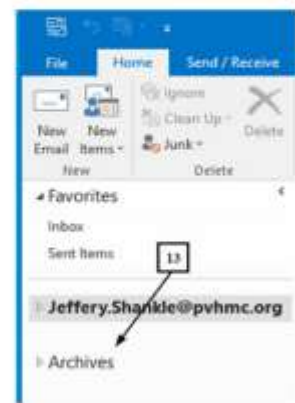 File Home Send / Receive
New Email
New Items
Ignore
Clean Up
Junk
Delete
New Delete
Favorites
Inbox
Sent Items
13
Jeffery.Shankle@pvhmc.org
Archives